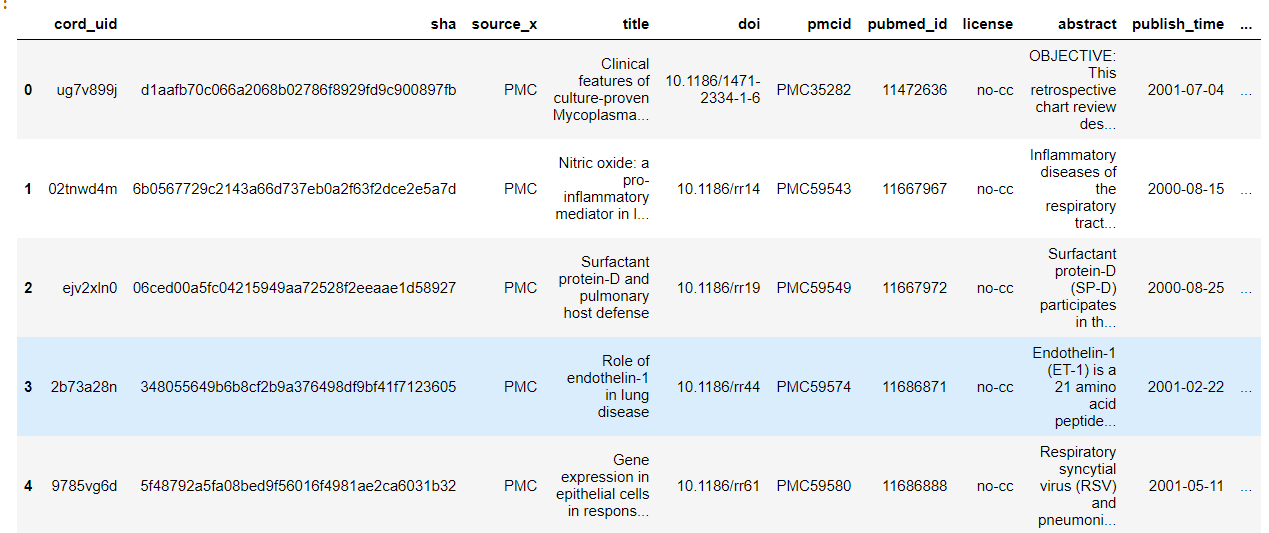 cord_uid sha source_x title doi pmcid pubmed_id license abstract publish_time ...
0 ug7v899j d1aafb70c066a2068b02786f8929fd9c900897fb PMC Clinical features of culture-proven Mycoplasma... 10.1186/1471-2334-1-6 PMC35282 11472636 no-cc OBJECTIVE: This retrospective chart review des... 2001-07-04 ...
1 02tnwd4m 6b0567729c2143a66d737eb0a2f63f2dce2e5a7d PMC Nitric oxide: a pro-inflammatory mediator in l... 10.1186/rr14 PMC59543 11667967 no-cc Inflammatory diseases of the respiratory tract... 2000-08-15 ...
2 ejv2xln0 06ced00a5fc04215949aa72528f2eeaae1d58927 PMC Surfactant protein-D and pulmonary host defense 10.1186/rr19 PMC59549 11667972 no-cc Surfactant protein-D (SP-D) participates in th... 2000-08-25 ...
3 2b73a28n 348055649b6b8cf2b9a376498df9bf41f7123605 PMC Role of endothelin-1 in lung disease 10.1186/rr44 PMC59574 11686871 no-cc Endothelin-1 (ET-1) is a 21 amino acid peptide... 2001-02-22 ...
4 9785vg6d 5f48792a5fa08bed9f56016f4981ae2ca6031b32 PMC Gene expression in epithelial cells in respons... 10.1186/rr61 PMC59580 11686888 no-cc Respiratory syncytial virus (RSV) and pneumoni... 2001-05-11 ...